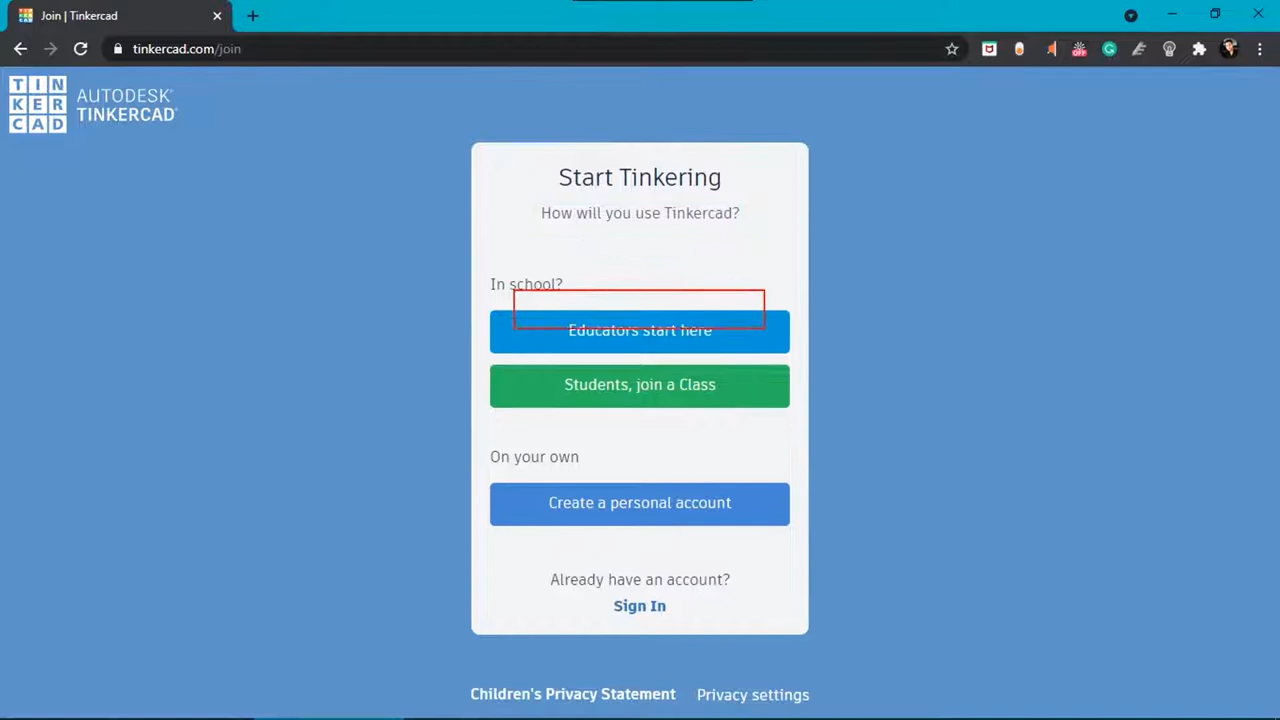 Join | Tinkercad
tinkercad.com/join
OFF
TIN
KER
CAD
AUTODESK®
TINKERCAD®
Start Tinkering
How will you use Tinkercad?
In school?
Educators start here
Students, join a Class
On your own
Create a personal account
Already have an account?
Sign In
Children's Privacy Statement
Privacy settings